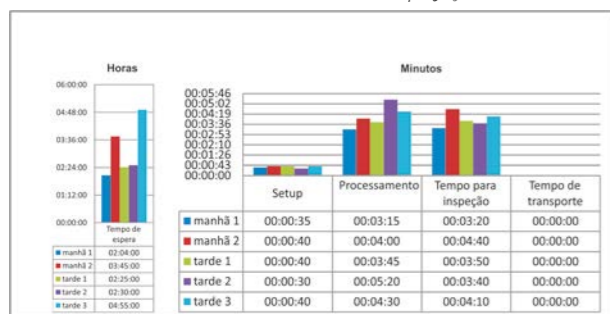 Horas
06:00:00
04:48:00
03:36:00
02:24:00
01:12:00
00:00:00
Tempo de
espera
manhã 1 02:04:00
manhã 2 03:45:00
tarde 1 02:25:00
tarde 2 02:30:00
tarde 3 04:55:00
Minutos
00:05:46
00:05:02
00:04:19
00:03:36
00:02:53
00:02:10
00:01:26
00:00:43
00:00:00
Setup Processamento Tempo para inspeção Tempo de transporte
manhã 1 00:00:35 00:03:15 00:03:20 00:00:00
manhã 2 00:00:40 00:04:00 00:04:40 00:00:00
tarde 1 00:00:40 00:03:45 00:03:50 00:00:00
tarde 2 00:00:30 00:05:20 00:03:40 00:00:00
tarde 3 00:00:40 00:04:30 00:04:10 00:00:00